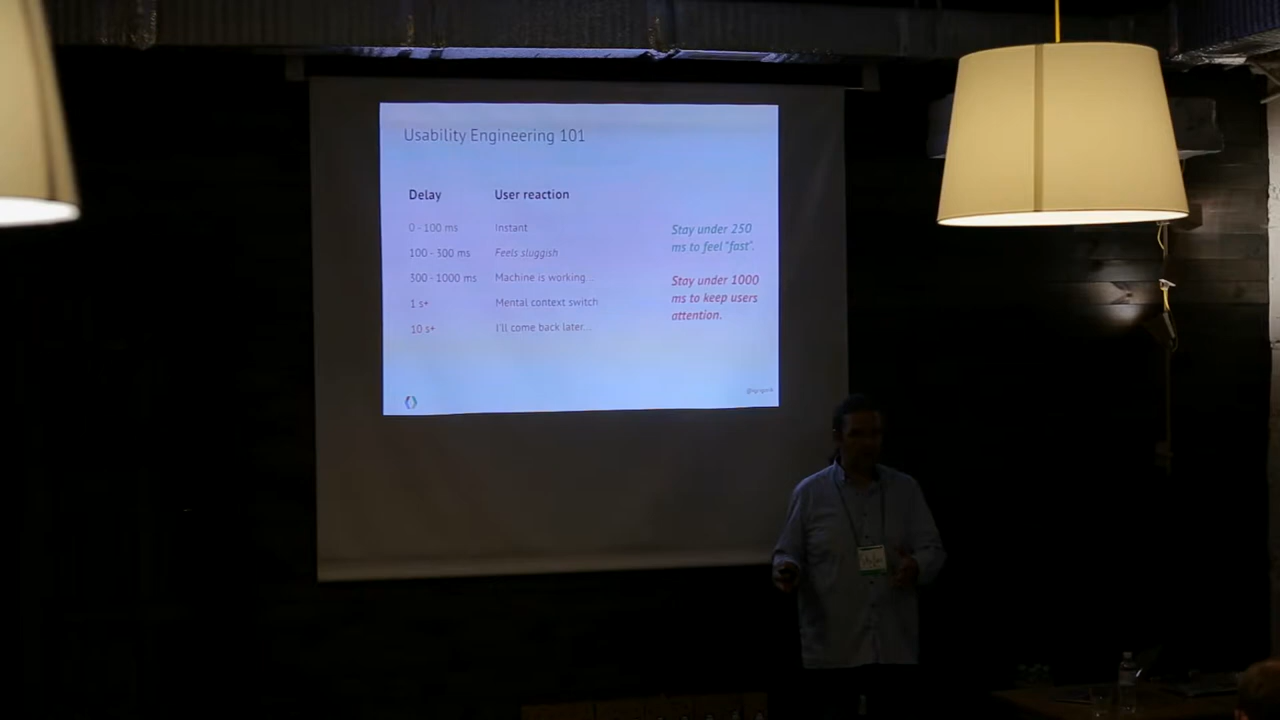 Usability Engineering 101
Delay User reaction
0 - 100 ms Instant
100 - 300 ms Feels sluggish
300 - 1000 ms Machine is working...
1 s+ Mental context switch
10 s+ I'll come back later...
Stay under 250
ms to feel "fast".
Stay under 1000
ms to keep users
attention.